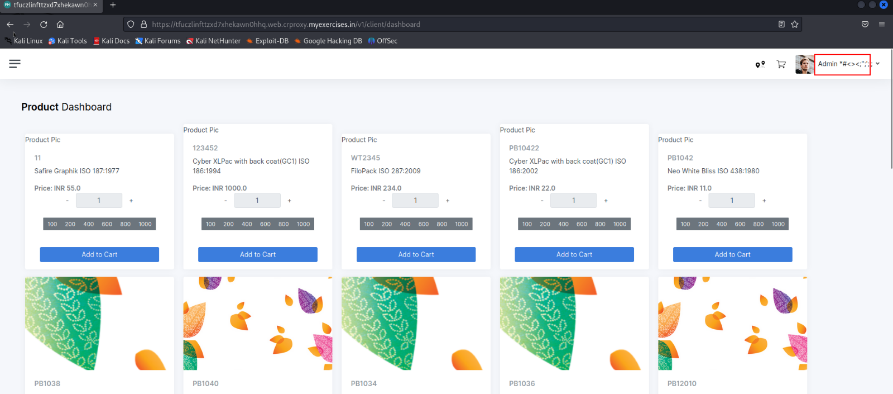 tfuczlinfttzxd7xhekawn0hh
https://tfuczlinfttzxd7xhekawn0hhq.web.crproxy.myexercises.in/v1/client/dashboard
Kali Linux Kali Tools Kali Docs Kali Forums Kali NetHunter Exploit-DB Google Hacking DB OffSec
Admin "#<><;"/;
Product Dashboard
Product Pic Product Pic Product Pic Product Pic Product Pic
11 123452 WT2345 PB10422 PB1042
Safire Graphik ISO 187:1977 Cyber XLPac with back coat(GC1) ISO 186:1994 FiloPack ISO 287:2009 Cyber XLPac with back coat(GC1) ISO 186:2002 Neo White Bliss ISO 438:1980
Price: INR 55.0 Price: INR 1000.0 Price: INR 234.0 Price: INR 22.0 Price: INR 11.0
- 1 + - 1 + - 1 + - 1 + - 1 +
100 200 400 600 800 1000 100 200 400 600 800 1000 100 200 400 600 800 1000 100 200 400 600 800 1000 100 200 400 600 800 1000
Add to Cart Add to Cart Add to Cart Add to Cart Add to Cart
PB1038 PB1040 PB1034 PB1036 PB12010